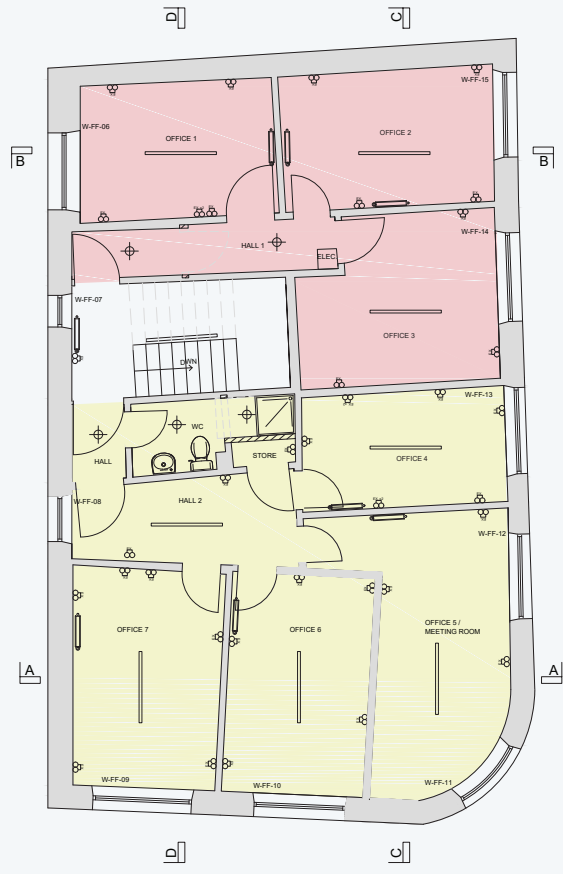 D
C
W-FF-15
W-FF-06
OFFICE 1
OFFICE 2
B
B
W-FF-14
HALL 1
ELEC
W-FF-07
OFFICE 3
DWN
W-FF-13
WC
HALL
STORE
OFFICE 4
W-FF-08
HALL 2
W-FF-12
OFFICE 7
OFFICE 6
OFFICE 5 /
MEETING ROOM
A
A
W-FF-09
W-FF-10
W-FF-11
D
C